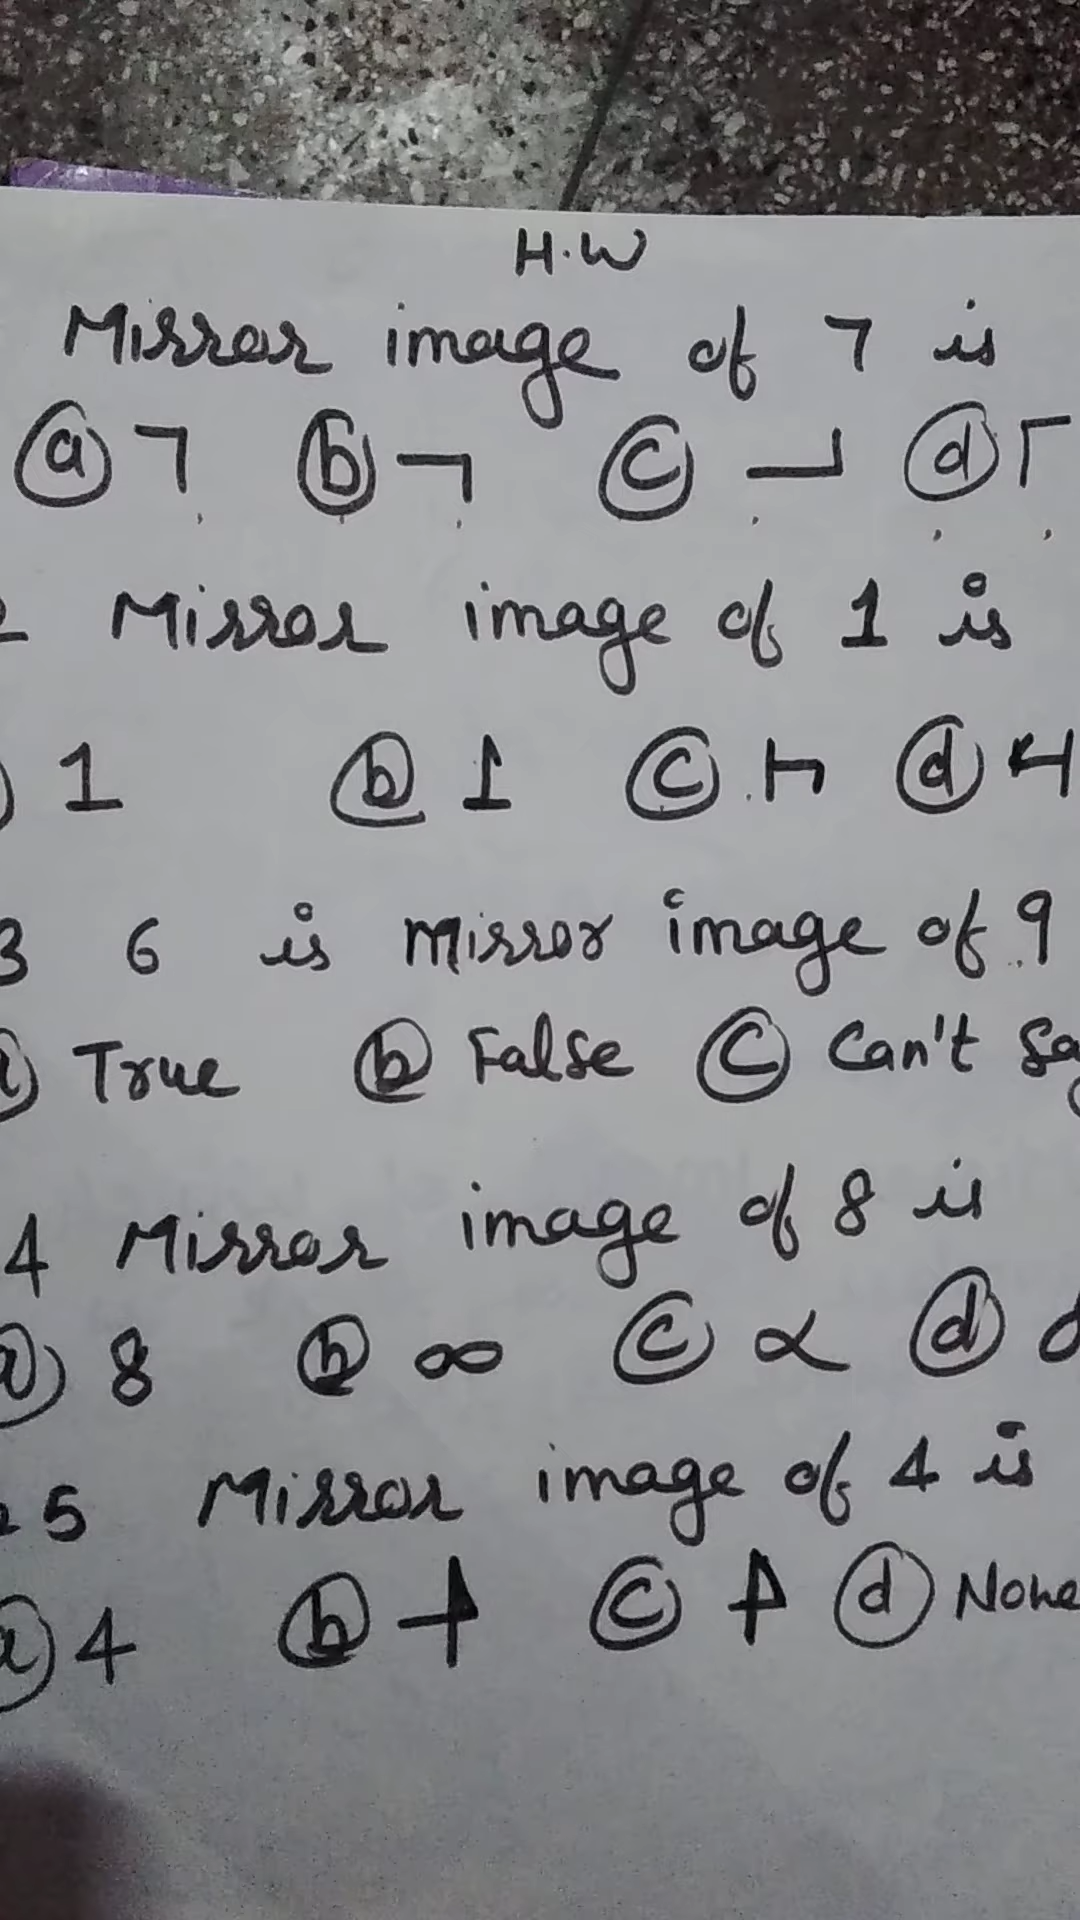 H.W
Mirror image of 7 is
(a) ㄱ (b) ¬ (c) ⅃ (d) Γ
Mirror image of 1 is
1 (b) (c) (d)
3 6 is mirror image of 9
True (b) False (c) Can't
4 Mirror image of 8 is
(a) 8 (b) ∞ (c) ∝ (d)
5 Mirror image of 4 is
(a) 4 (b) (c) (d) None